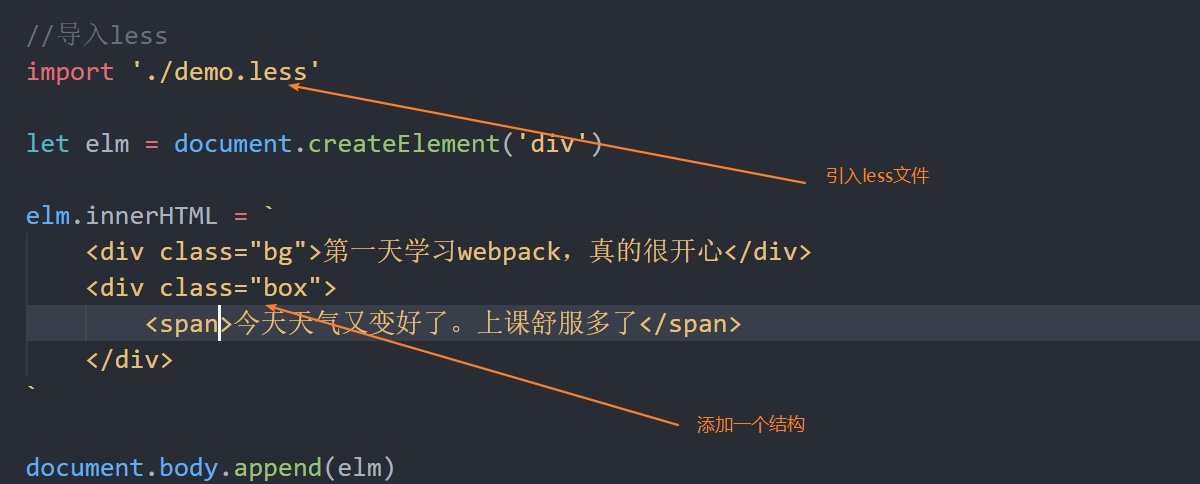 //导入less
import './demo.less'
let elm = document.createElement('div')
引入less文件
elm.innerHTML = `
<div class="bg">第一天学习webpack，真的很开心</div>
<div class="box">
<span>今天天气又变好了。上课舒服多了</span>
</div>
`
添加一个结构
document.body.append(elm)